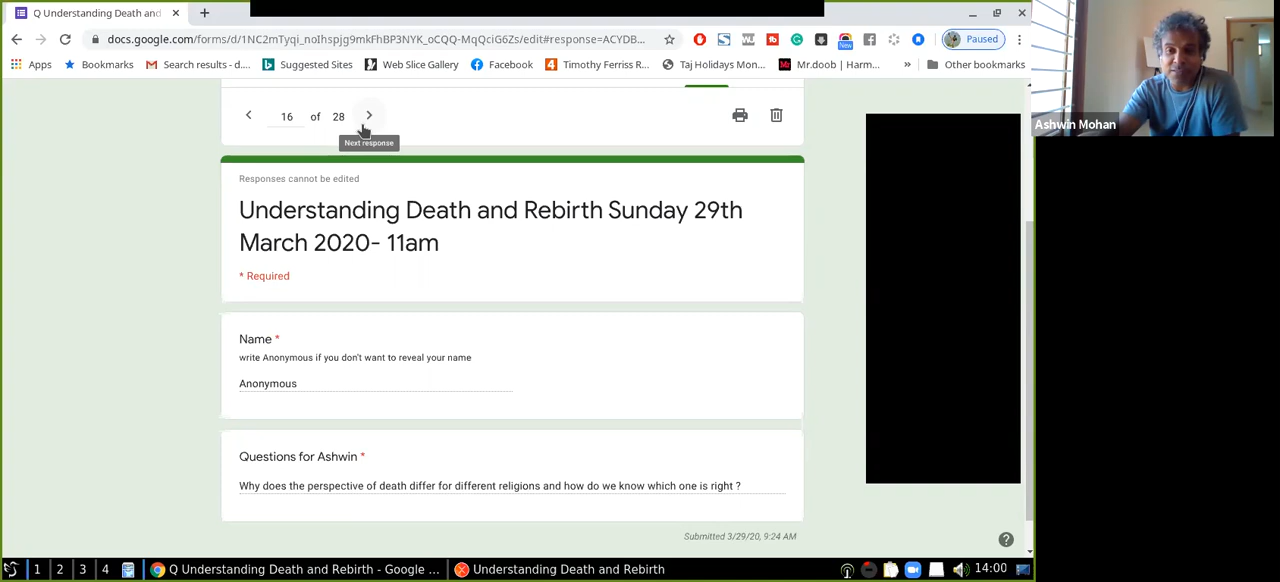 Q Understanding Death and
docs.google.com/forms/d/1NC2mTyqi_noIhspjg9mkFhBP3NYK_oCQQ-MqQciG6Zs/edit#response=ACYDB...
New
Paused
Apps
Bookmarks
Search results - d....
Suggested Sites
Web Slice Gallery
Facebook
Timothy Ferriss R...
Taj Holidays Mon...
Mr.doob | Harm...
»
Other bookmarks
Ashwin Mohan
16 of 28
Next response
Responses cannot be edited
Understanding Death and Rebirth Sunday 29th
March 2020- 11am
* Required
Name *
write Anonymous if you don't want to reveal your name
Anonymous
Questions for Ashwin *
Why does the perspective of death differ for different religions and how do we know which one is right ?
Submitted 3/29/20, 9:24 AM
1 2 3 4
Q Understanding Death and Rebirth - Google ...
Understanding Death and Rebirth
14:00